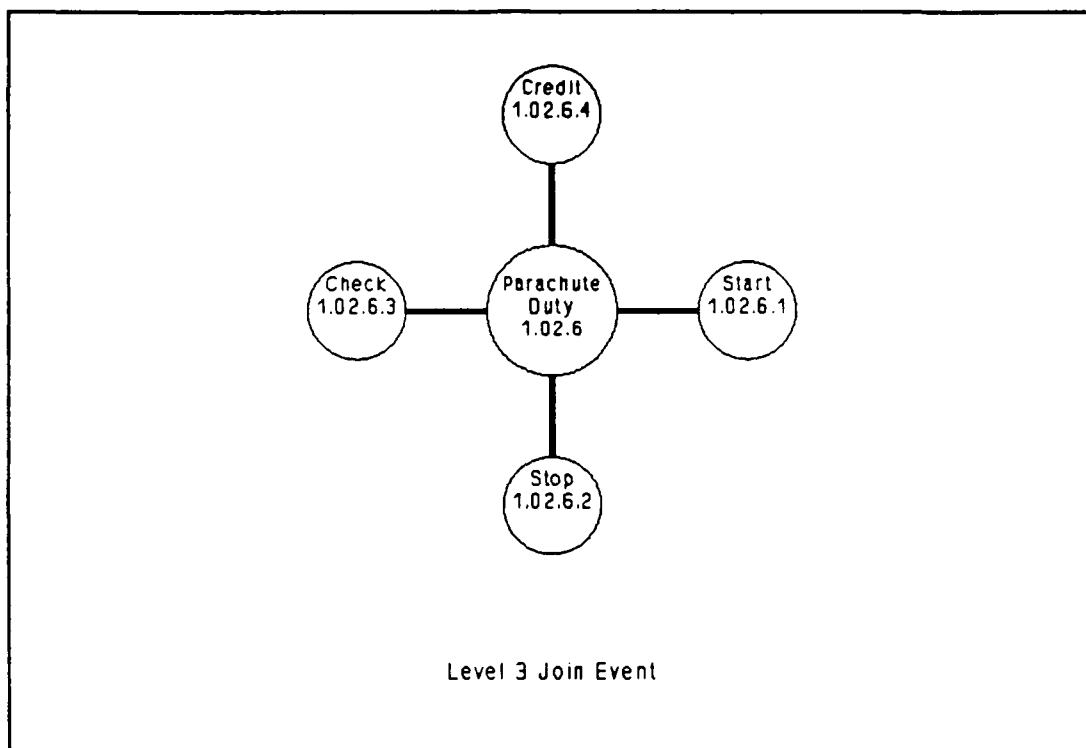 Credit
1.02.6.4
Check
1.02.6.3
Parachute
Duty
1.02.6
Start
1.02.6.1
Stop
1.02.6.2
Level 3 Join Event